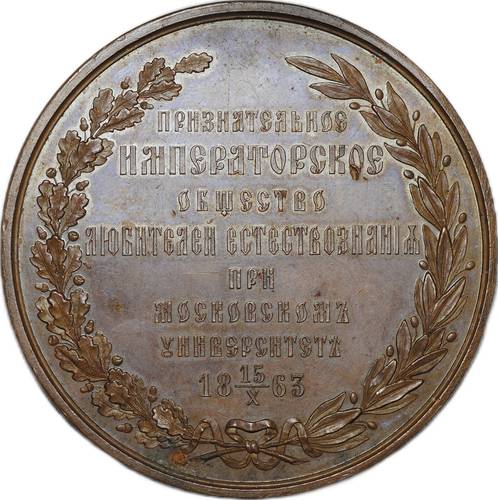 ПРИЗНАТЕЛЬНОЕ
ИМПЕРАТОРСКОЕ
ОБЩЕСТВО
ЛЮБИТЕЛЕЙ ЕСТЕСТВОЗНАНІЯ
ПРИ
МОСКОВСКОМЪ
УНИВЕРСИТЕТѢ
18 15/X 63